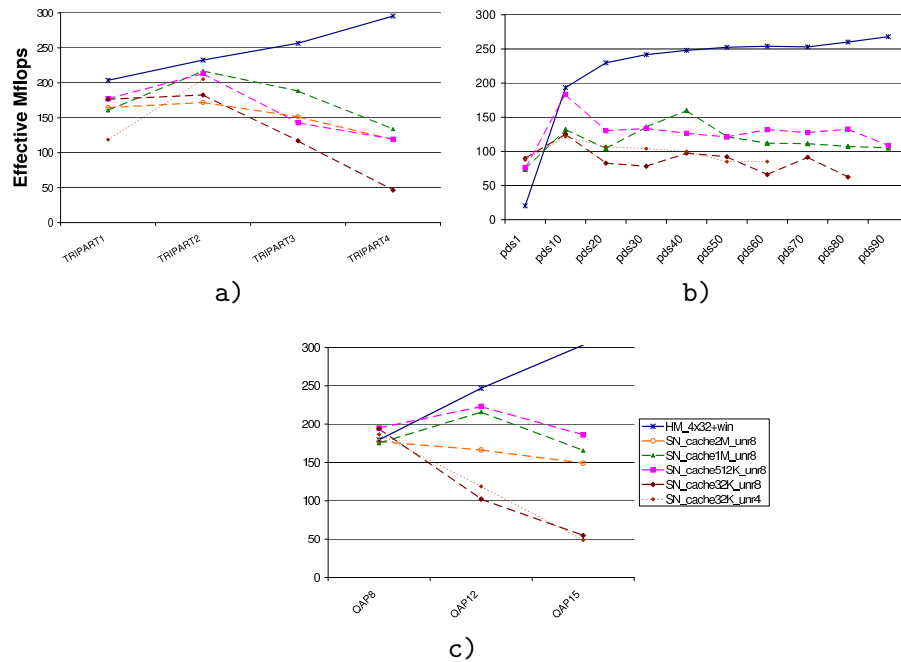 Effective Mflops
300
250
200
150
100
50
0
TRIPART1
TRIPART2
TRIPART3
TRIPART4
a)
300
250
200
150
100
50
0
pds1
pds10
pds20
pds30
pds40
pds50
pds60
pds70
pds80
pds90
b)
300
250
200
150
100
50
0
QAP8
QAP12
QAP15
HM_4x32+win
SN_cache2M_unr8
SN_cache1M_unr8
SN_cache512K_unr8
SN_cache32K_unr8
SN_cache32K_unr4
c)